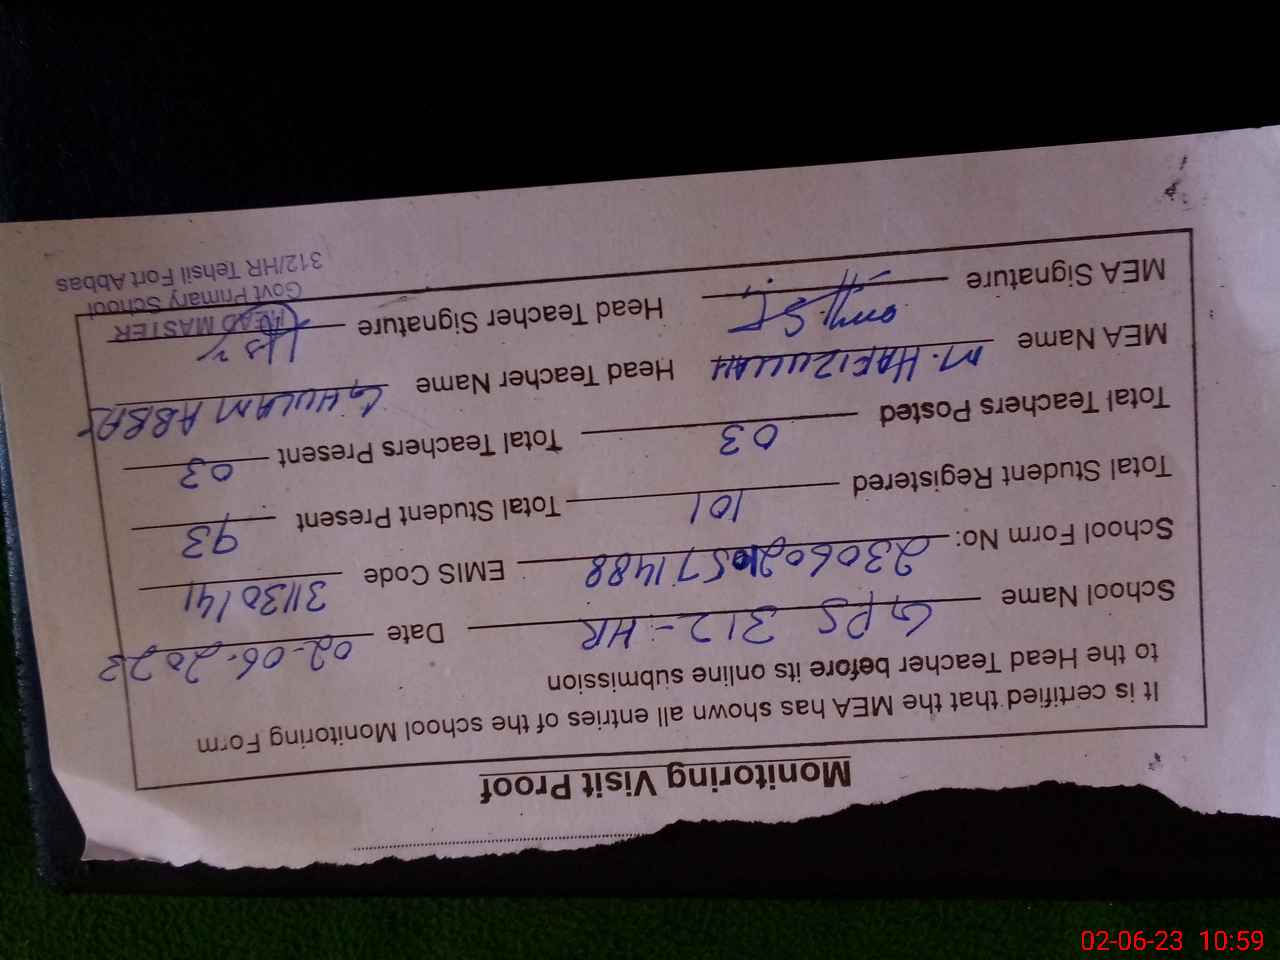 Monitoring Visit Proof
It is certified that the MEA has shown all entries of the school Monitoring Form
to the Head Teacher before its online submission
School Name GPS 312-HR Date 02-06-2023
School Form No: EMIS Code 31130141
Total Student Registered 101 Total Student Present 93
Total Teachers Posted 03 Total Teachers Present 03
MEA Name M. HAFIZULLAH Head Teacher Name GHULAM ABBAS
MEA Signature Head Teacher Signature
HEAD MASTER
Govt Primary School
312/HR Tehsil Fort Abbas
02-06-23 10:59